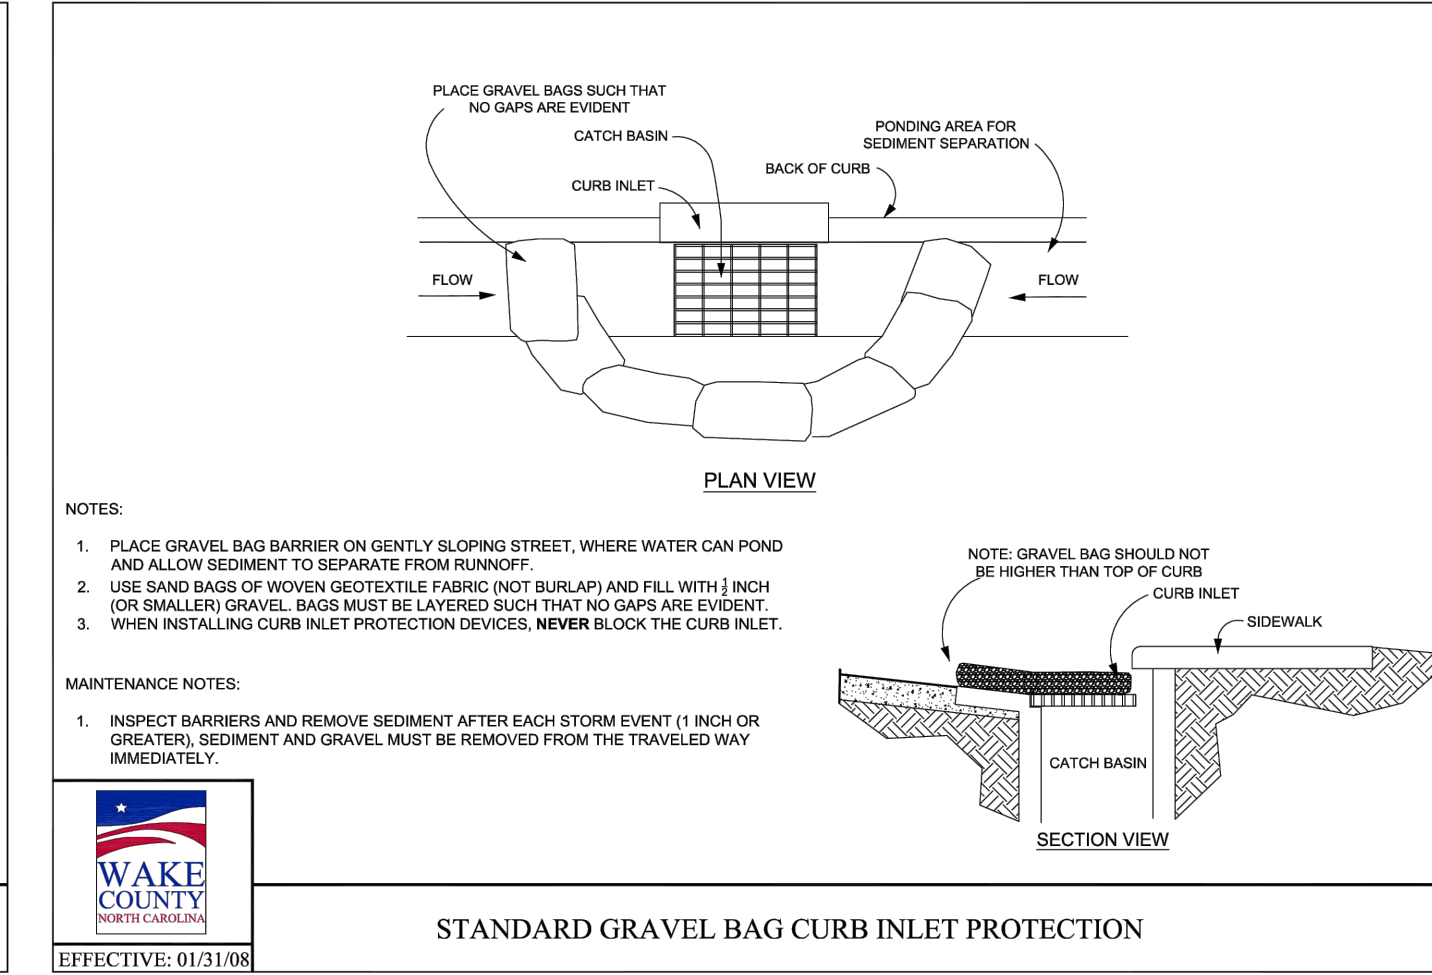 PLACE GRAVEL BAGS SUCH THAT
NO GAPS ARE EVIDENT
CATCH BASIN
PONDING AREA FOR
SEDIMENT SEPARATION
BACK OF CURB
CURB INLET
FLOW
FLOW
PLAN VIEW
NOTES:
1. PLACE GRAVEL BAG BARRIER ON GENTLY SLOPING STREET, WHERE WATER CAN POND
AND ALLOW SEDIMENT TO SEPARATE FROM RUNNOFF.
2. USE SAND BAGS OF WOVEN GEOTEXTILE FABRIC (NOT BURLAP) AND FILL WITH ½ INCH
(OR SMALLER) GRAVEL. BAGS MUST BE LAYERED SUCH THAT NO GAPS ARE EVIDENT.
3. WHEN INSTALLING CURB INLET PROTECTION DEVICES, NEVER BLOCK THE CURB INLET.
MAINTENANCE NOTES:
1. INSPECT BARRIERS AND REMOVE SEDIMENT AFTER EACH STORM EVENT (1 INCH OR
GREATER), SEDIMENT AND GRAVEL MUST BE REMOVED FROM THE TRAVELED WAY
IMMEDIATELY.
NOTE: GRAVEL BAG SHOULD NOT
BE HIGHER THAN TOP OF CURB
CURB INLET
SIDEWALK
CATCH BASIN
SECTION VIEW
WAKE
COUNTY
NORTH CAROLINA
EFFECTIVE: 01/31/08
STANDARD GRAVEL BAG CURB INLET PROTECTION